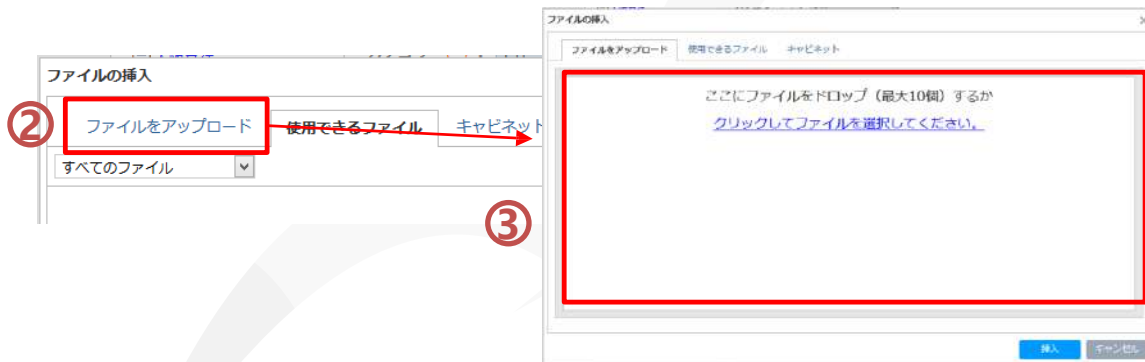 ファイルの挿入
② ファイルをアップロード 使用できるファイル キャビネット
すべてのファイル
③
ファイルの挿入
ファイルをアップロード 使用できるファイル キャビネット
ここにファイルをドロップ（最大10個）するか
クリックしてファイルを選択してください。
挿入 キャンセル